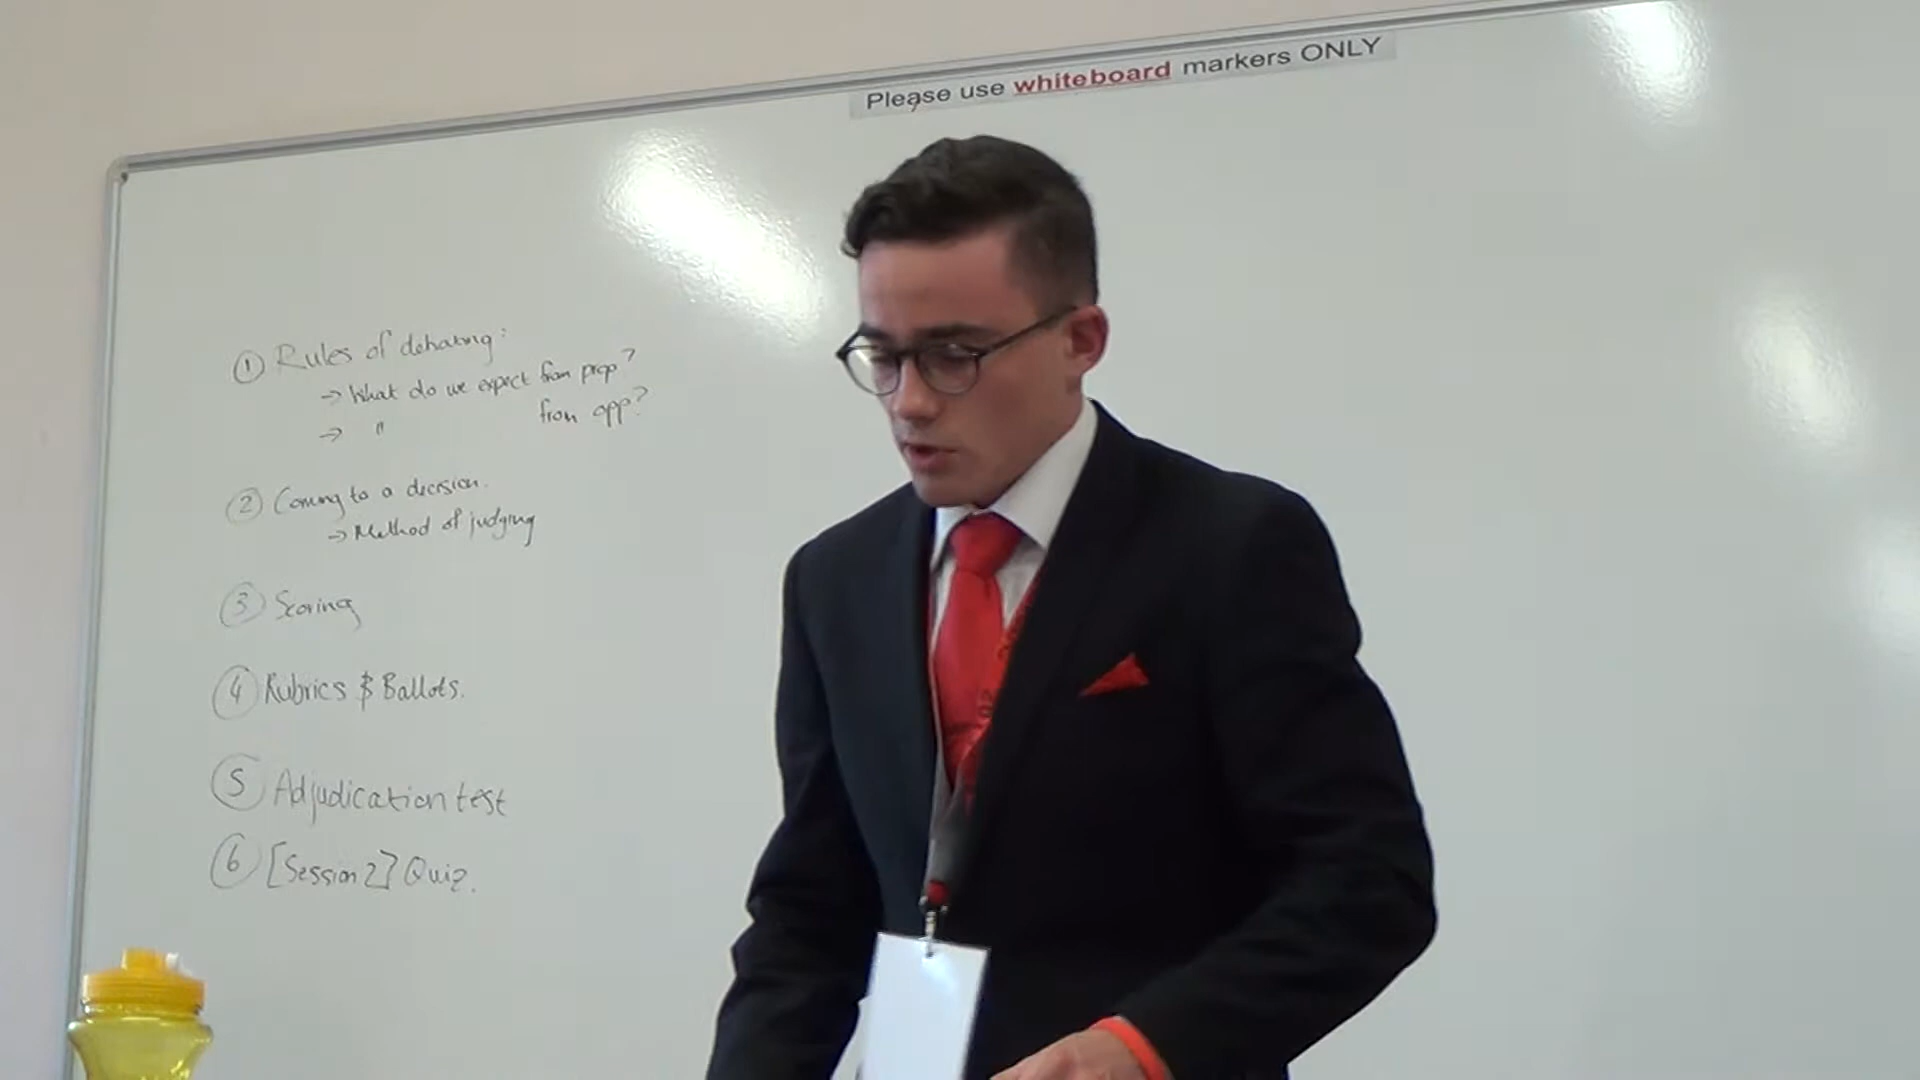 Please use whiteboard markers ONLY
① Rules of debating:
→ What do we expect from prop?
→ " from opp?
② Coming to a decision.
→ Method of judging
③ Scoring
④ Rubrics & Ballots.
⑤ Adjudication test
⑥ [Session 2] Quiz.